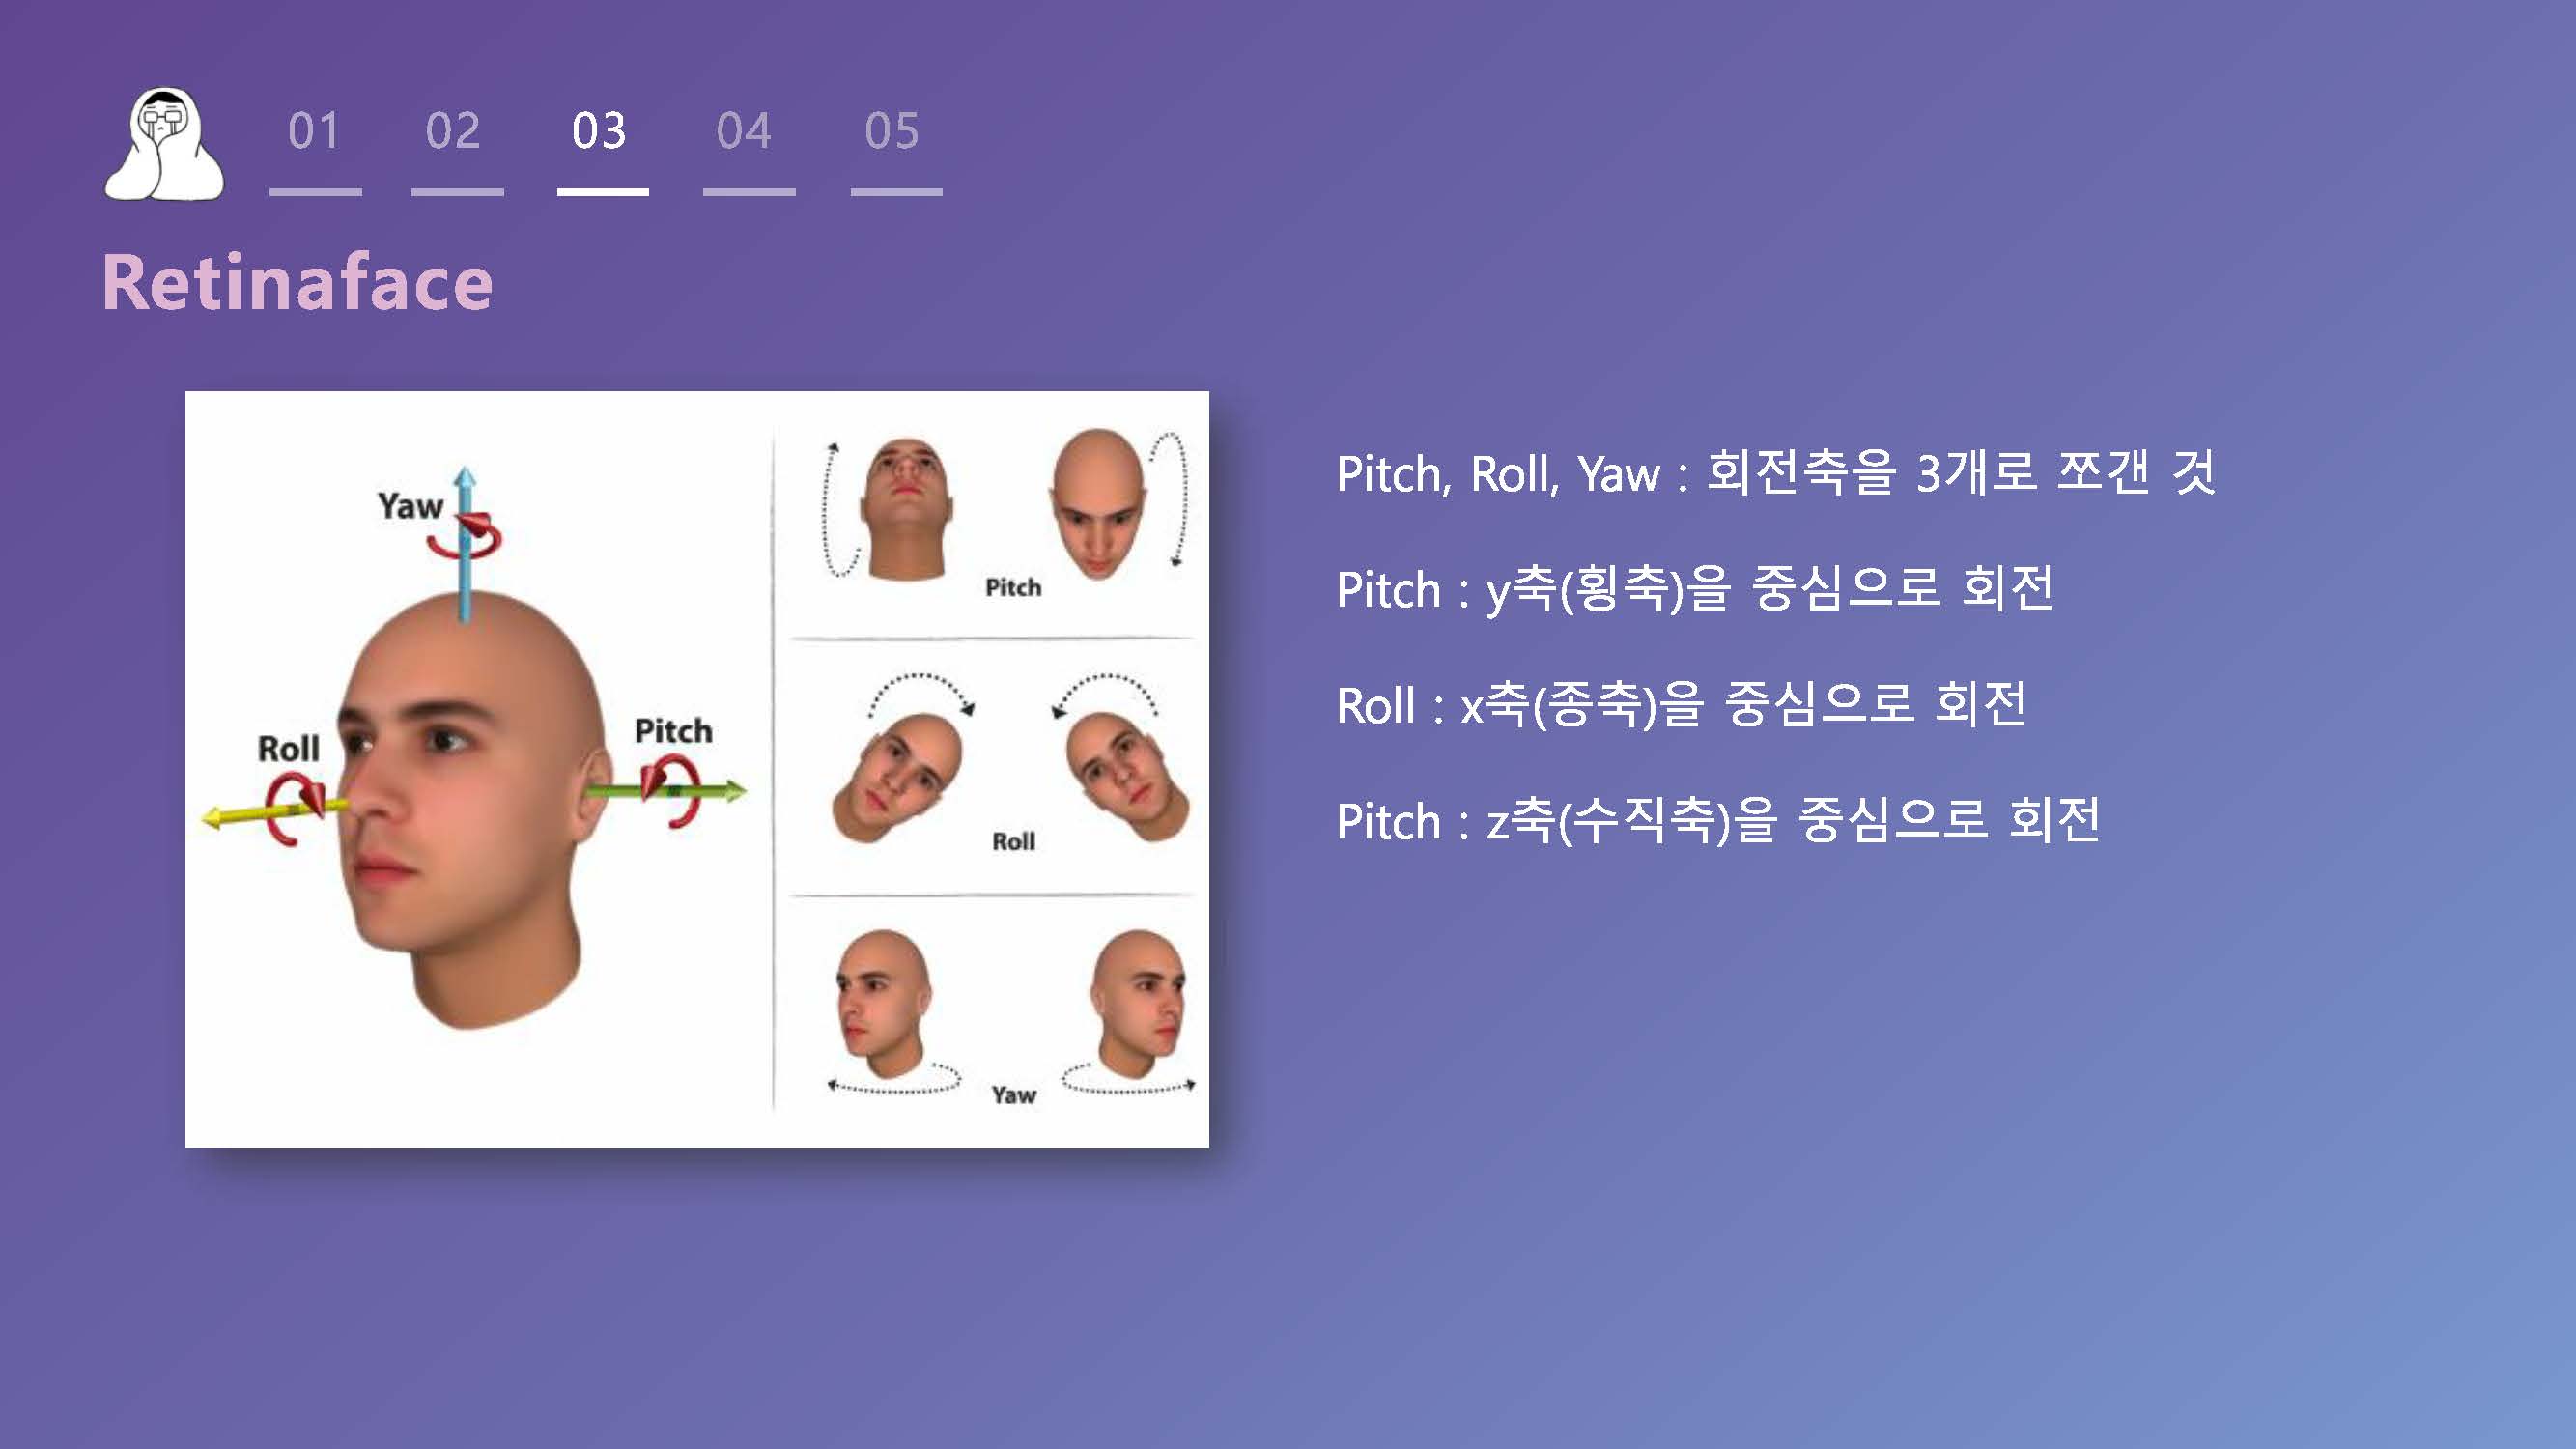 01 02 03 04 05
Retinaface
Yaw
Roll
Pitch
Pitch
Roll
Yaw
Pitch, Roll, Yaw : 회전축을 3개로 쪼갠 것
Pitch : y축(횡축)을 중심으로 회전
Roll : x축(종축)을 중심으로 회전
Pitch : z축(수직축)을 중심으로 회전